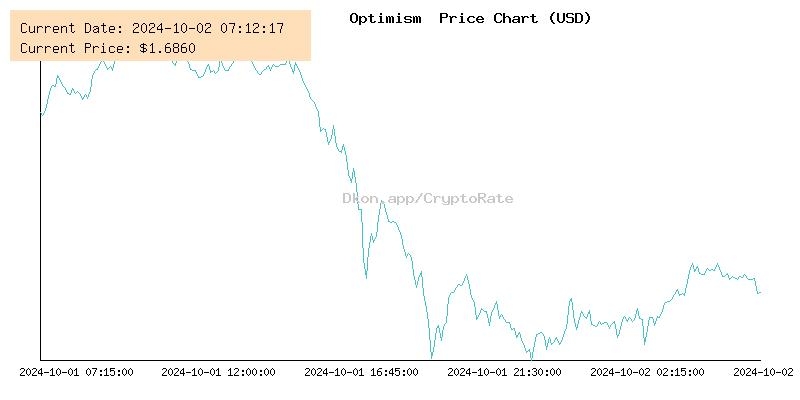 Optimism  Price Chart (USD)
Current Date: 2024-10-02 07:12:17
Current Price: $1.6860
Dkon.app/CryptoRate
2024-10-01 07:15:00 2024-10-01 12:00:00 2024-10-01 16:45:00 2024-10-01 21:30:00 2024-10-02 02:15:00 2024-10-02